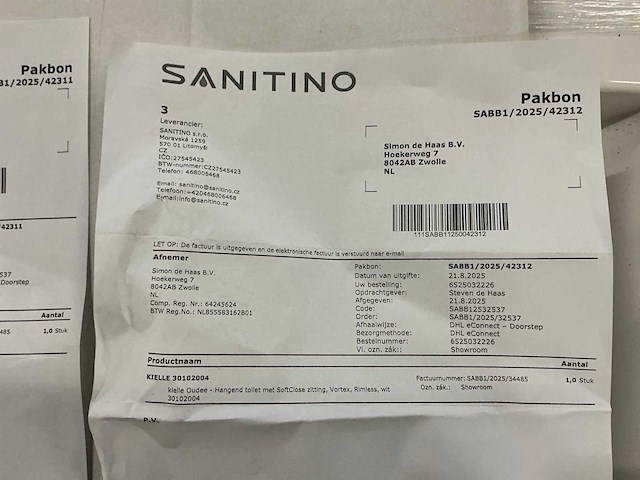 Pakbon
B1/2025/42311
42311
32537
Doorstep
Aantal
4485
1,0 Stuk
SANITINO
Pakbon
SABB1/2025/42312
3
Leverancier:
SANITINO s.r.o.
Moravská 1259
570 01 Litomyšl
CZ
IČO:27545423
BTW-nummer:CZ27545423
Telefon: 468006468
Email: sanitino@sanitino.cz
Telefoon:+420468006468
E-mail:info@sanitino.cz
Simon de Haas B.V.
Hoekerweg 7
8042AB Zwolle
NL
111SABB11250042312
LET OP: De factuur is uitgegeven en de elektronische factuur is verstuurd naar e-mail
Afnemer
Simon de Haas B.V.
Hoekerweg 7
8042AB Zwolle
NL
Comp. Reg. Nr.: 64245624
BTW Reg.No.: NL855583162B01
Pakbon: SABB1/2025/42312
Datum van uitgifte: 21.8.2025
Uw bestelling: 6525032226
Opdrachtgever: Steven de Haas
Afgegeven: 21.8.2025
Code: SABB12532537
Order: SABB1/2025/32537
Afhaalwijze: DHL eConnect – Doorstep
Bezorgmethode: DHL eConnect
Bestelnummer: 6525032226
Vl. ozn. zák.: Showroom
Productnaam Aantal
KIELLE 30102004 Factuurnummer: SABB1/2025/34485 1,0 Stuk
kielle Oudee - Hangend toilet met SoftClose zitting, Vortex, Rimless, wit Ozn. zák.: Showroom
30102004
P.V.